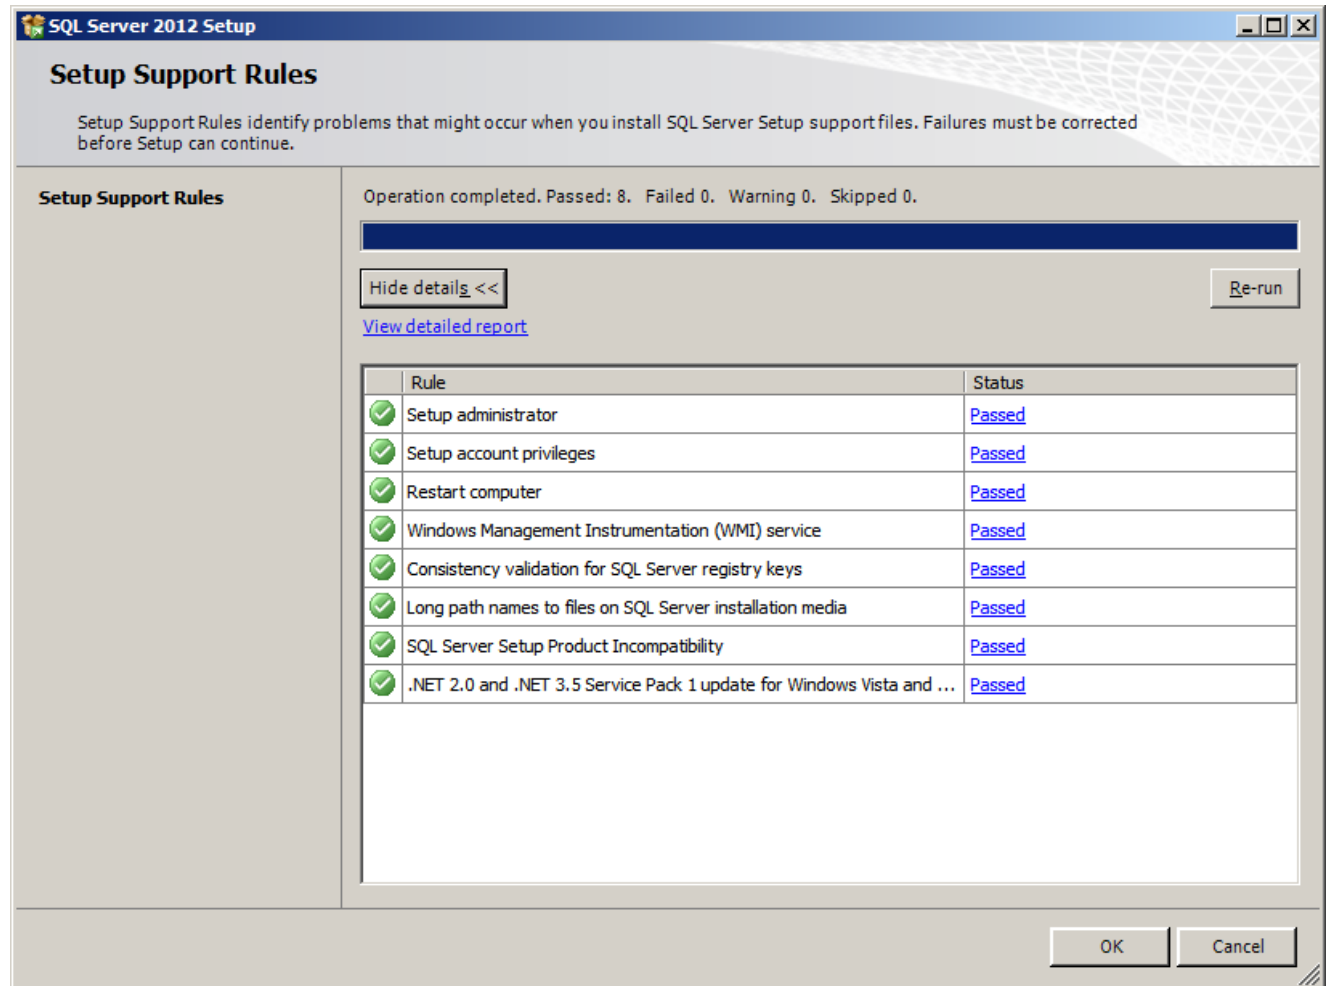 SQL Server 2012 Setup
Setup Support Rules
Setup Support Rules identify problems that might occur when you install SQL Server Setup support files. Failures must be corrected
before Setup can continue.
Setup Support Rules
Operation completed. Passed: 8. Failed 0. Warning 0. Skipped 0.
Hide details <<
Re-run
View detailed report
Rule Status
Setup administrator Passed
Setup account privileges Passed
Restart computer Passed
Windows Management Instrumentation (WMI) service Passed
Consistency validation for SQL Server registry keys Passed
Long path names to files on SQL Server installation media Passed
SQL Server Setup Product Incompatibility Passed
.NET 2.0 and .NET 3.5 Service Pack 1 update for Windows Vista and ... Passed
OK Cancel